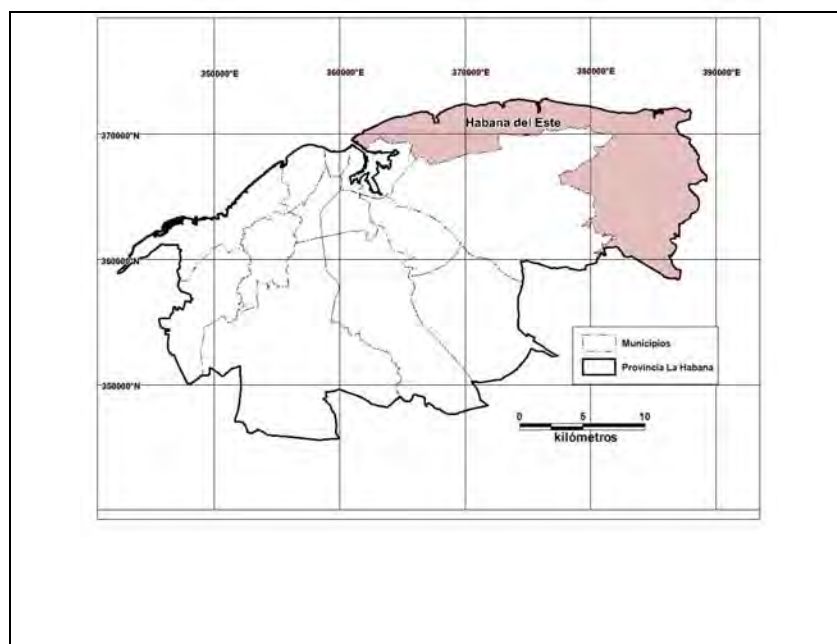 350000°E 360000°E 370000°E 380000°E 390000°E
370000°N
Habana del Este
360000°N
Municipios
Provincia La Habana
350000°N
0 5 10
kilómetros